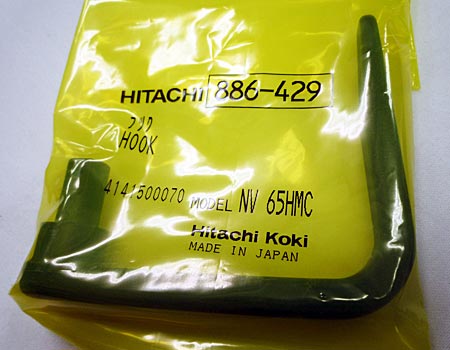 HITACHI 886-429
フック
HOOK
4141500070 MODEL NV 65HMC
Hitachi Koki
MADE IN JAPAN